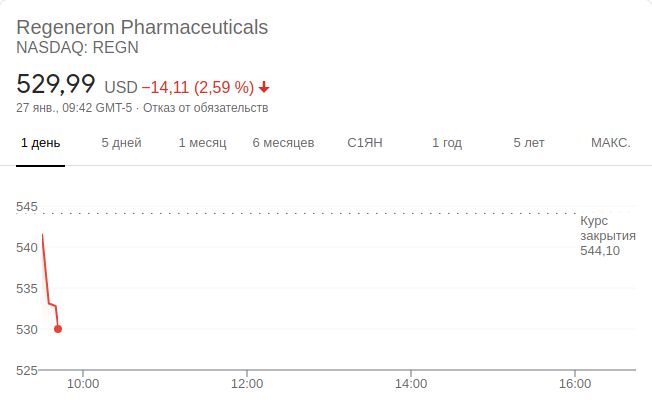 Regeneron Pharmaceuticals
NASDAQ: REGN
529,99 USD −14,11 (2,59 %)
27 янв., 09:42 GMT-5 · Отказ от обязательств
1 день 5 дней 1 месяц 6 месяцев С1ЯН 1 год 5 лет МАКС.
545
Курс
закрытия
544,10
540
535
530
525
10:00 12:00 14:00 16:00